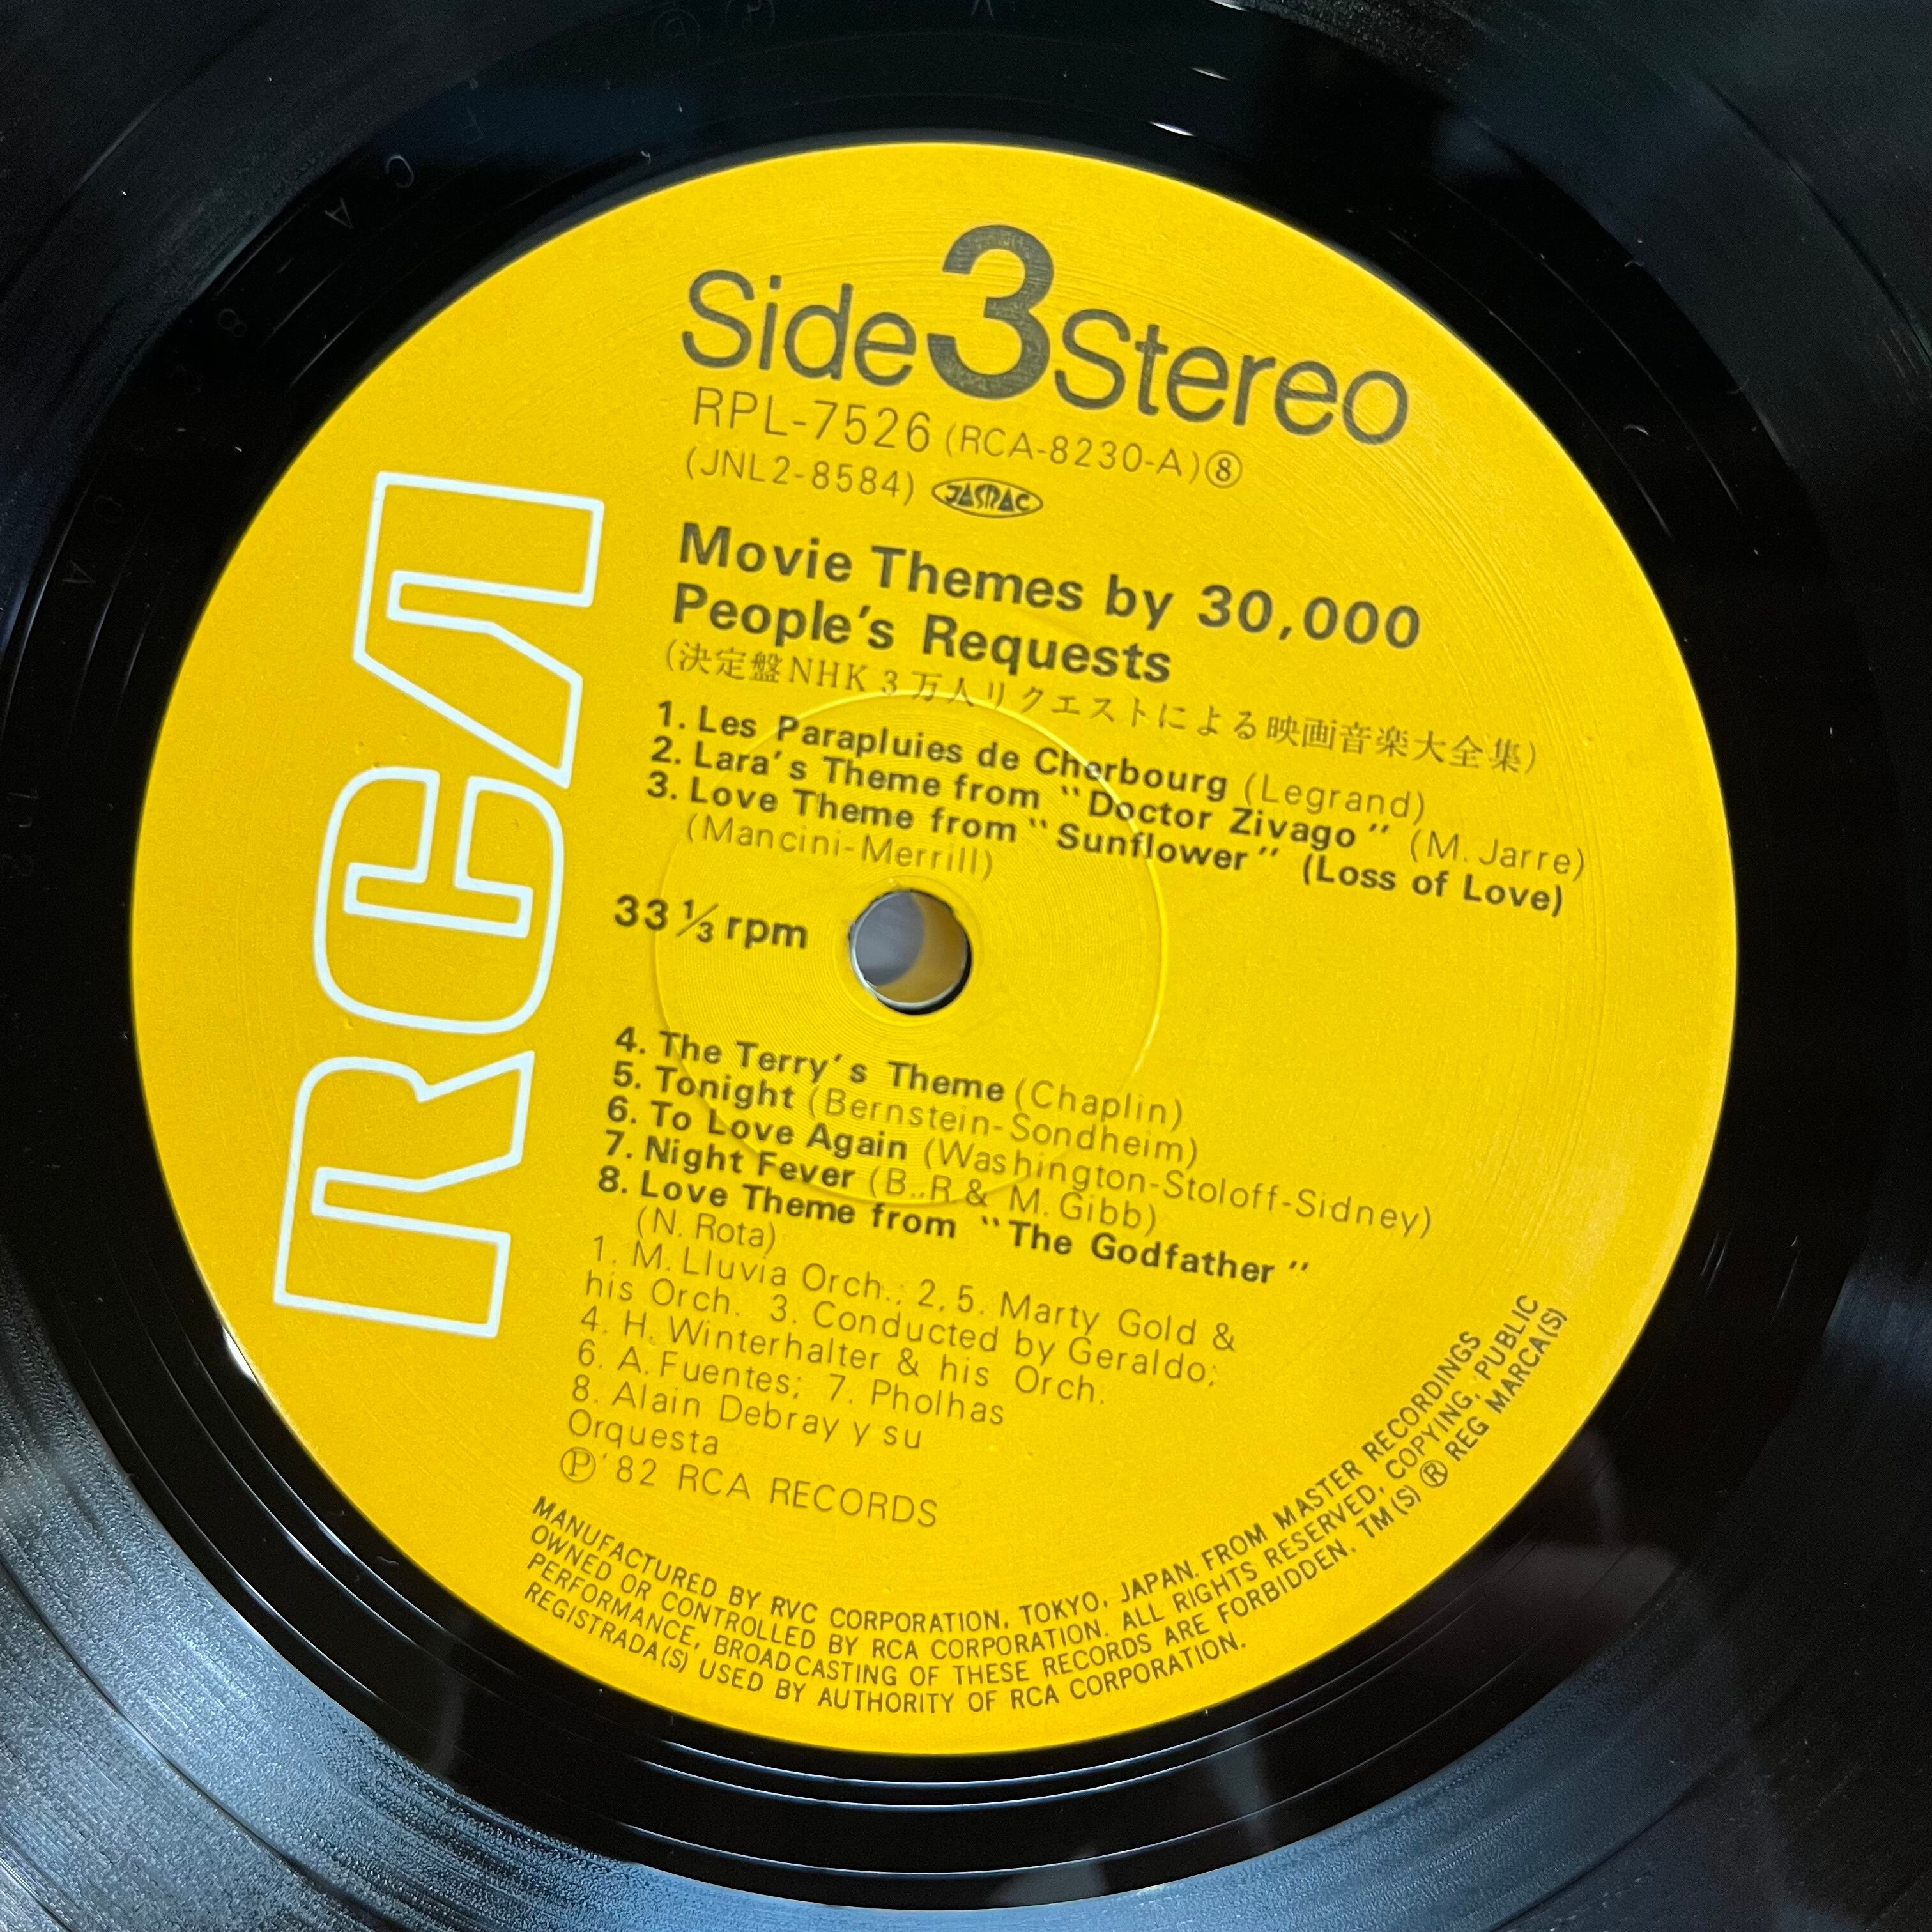 Side 3 Stereo
RPL-7526 (RCA-8230-A)⑧
(JNL2-8584) JASRAC
Movie Themes by 30,000
People's Requests
(決定盤NHK3万人リクエストによる映画音楽大全集)
1. Les Parapluies de Cherbourg (Legrand)
2. Lara's Theme from "Doctor Zivago" (M. Jarre)
3. Love Theme from "Sunflower" (Loss of Love)
(Mancini-Merrill)
33 1/3 rpm
4. The Terry's Theme (Chaplin)
5. Tonight (Bernstein-Sondheim)
6. To Love Again (Washington-Stoloff-Sidney)
7. Night Fever (B., R & M. Gibb)
8. Love Theme from "The Godfather"
(N. Rota)
1. M. Lluvia Orch.; 2, 5. Marty Gold &
his Orch. 3. Conducted by Geraldo;
4. H. Winterhalter & his Orch.
6. A. Fuentes; 7. Pholhas
8. Alain Debray y su
Orquesta
Ⓟ'82 RCA RECORDS
MANUFACTURED BY RVC CORPORATION, TOKYO, JAPAN. FROM MASTER RECORDINGS
OWNED OR CONTROLLED BY RCA CORPORATION. ALL RIGHTS RESERVED, COPYING, PUBLIC
PERFORMANCE, BROADCASTING OF THESE RECORDS ARE FORBIDDEN. TM(S) ® REG MARCA(S)
REGISTRADA(S) USED BY AUTHORITY OF RCA CORPORATION.
RCA